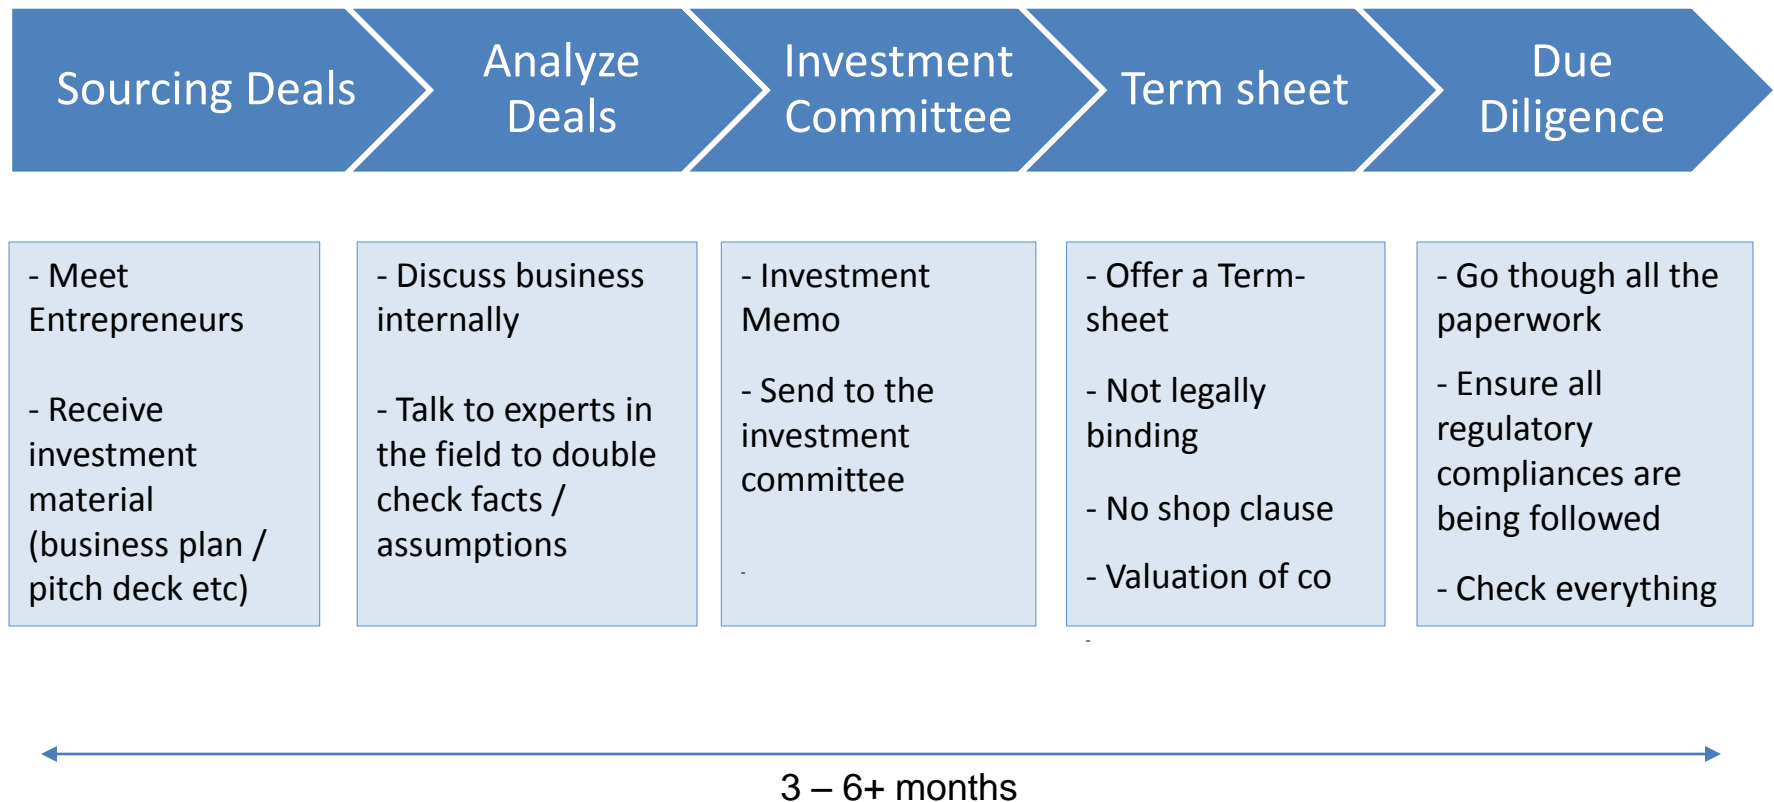 Sourcing Deals
Analyze
Deals
Investment
Committee
Term sheet
Due
Diligence
- Meet
Entrepreneurs
- Receive
investment
material
(business plan /
pitch deck etc)
- Discuss business
internally
- Talk to experts in
the field to double
check facts /
assumptions
- Investment
Memo
- Send to the
investment
committee
-
- Offer a Term-
sheet
- Not legally
binding
- No shop clause
- Valuation of co
-
- Go though all the
paperwork
- Ensure all
regulatory
compliances are
being followed
- Check everything
3 – 6+ months